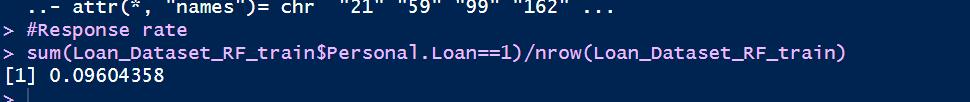 ..- attr(*, "names")= chr  "21" "59" "99" "162" ...
> #Response rate
> sum(Loan_Dataset_RF_train$Personal.Loan==1)/nrow(Loan_Dataset_RF_train)
[1] 0.09604358
>